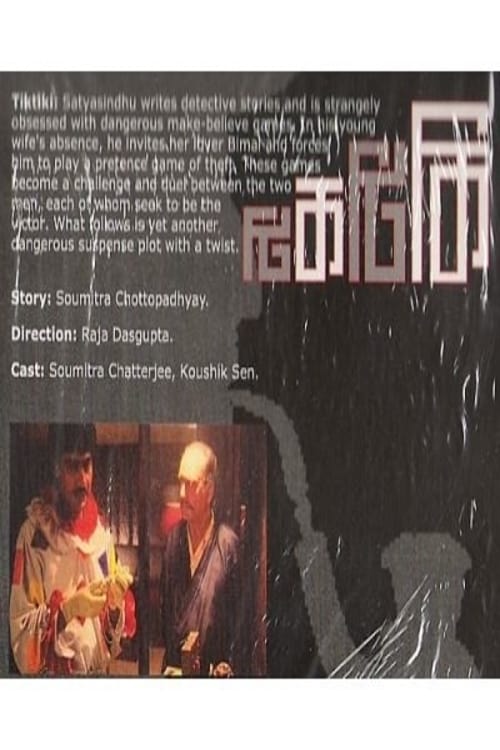 Tiktiki: Satyasindhu writes detective stories and is strangely
obsessed with dangerous make-believe games. In his young
wife's absence, he invites her lover Bimal and forces
him to play a pretence game of theft. These games
become a challenge and duel between the two
men, each of whom seek to be the
victor. What follows is yet another
dangerous suspense plot with a twist.
টিকটিকি
Story: Soumitra Chottopadhyay.
Direction: Raja Dasgupta.
Cast: Soumitra Chatterjee, Koushik Sen.